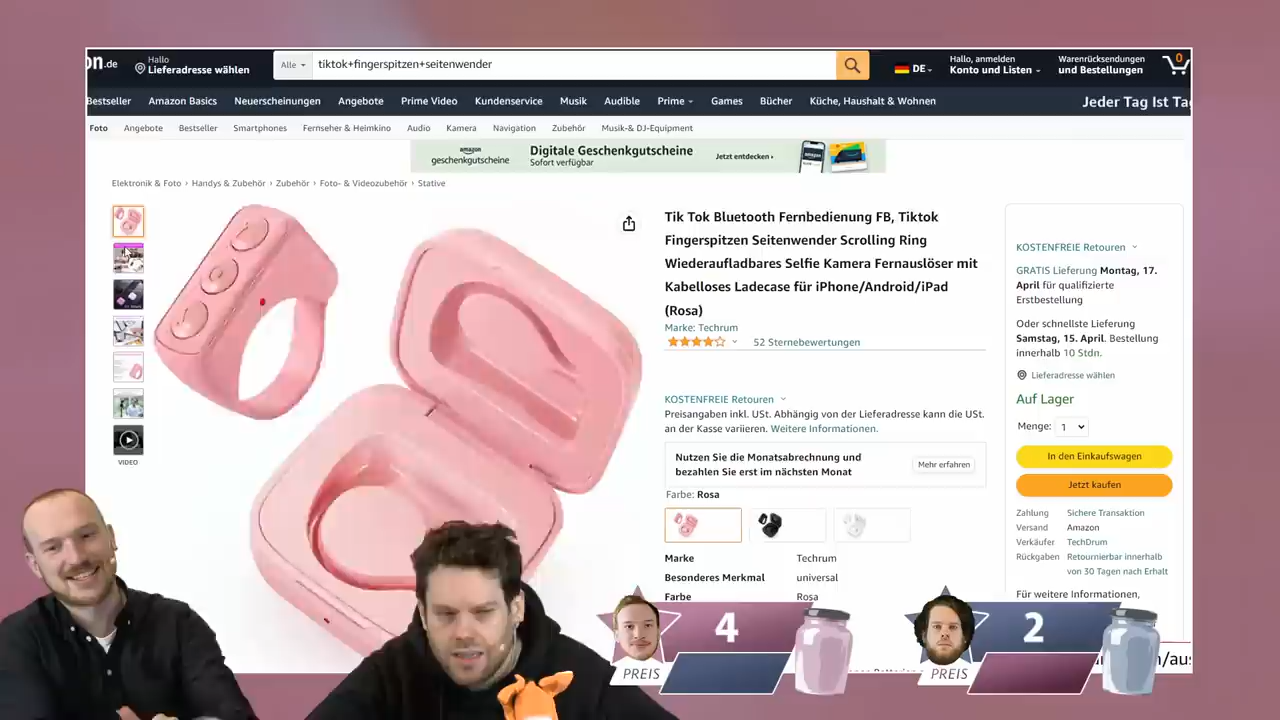 on.de
Hallo
Lieferadresse wählen
Alle
tiktok+fingerspitzen+seitenwender
DE
Hallo, anmelden
Konto und Listen
Warenrücksendungen
und Bestellungen
0
Bestseller
Amazon Basics
Neuerscheinungen
Angebote
Prime Video
Kundenservice
Musik
Audible
Prime
Games
Bücher
Küche, Haushalt & Wohnen
Jeder Tag Ist Tag
Foto
Angebote
Bestseller
Smartphones
Fernseher & Heimkino
Audio
Kamera
Navigation
Zubehör
Musik-& DJ-Equipment
amazon
geschenkgutscheine
Digitale Geschenkgutscheine
Sofort verfügbar
Jetzt entdecken ›
Elektronik & Foto › Handys & Zubehör › Zubehör › Foto- & Videozubehör › Stative
VIDEO
Tik Tok Bluetooth Fernbedienung FB, Tiktok
Fingerspitzen Seitenwender Scrolling Ring
Wiederaufladbares Selfie Kamera Fernauslöser mit
Kabelloses Ladecase für iPhone/Android/iPad
(Rosa)
Marke: Techrum
52 Sternebewertungen
KOSTENFREIE Retouren
Preisangaben inkl. USt. Abhängig von der Lieferadresse kann die USt.
an der Kasse variieren. Weitere Informationen.
Nutzen Sie die Monatsabrechnung und
bezahlen Sie erst im nächsten Monat
Mehr erfahren
Farbe: Rosa
Marke Techrum
Besonderes Merkmal universal
Farbe Rosa
KOSTENFREIE Retouren
GRATIS Lieferung Montag, 17.
April für qualifizierte
Erstbestellung
Oder schnellste Lieferung
Samstag, 15. April. Bestellung
innerhalb 10 Stdn.
Lieferadresse wählen
Auf Lager
Menge: 1
In den Einkaufswagen
Jetzt kaufen
Zahlung Sichere Transaktion
Versand Amazon
Verkäufer TechDrum
Rückgaben Retournierbar innerhalb
von 30 Tagen nach Erhalt
Für weitere Informationen,
4
PREIS
2
PREIS
n/aus